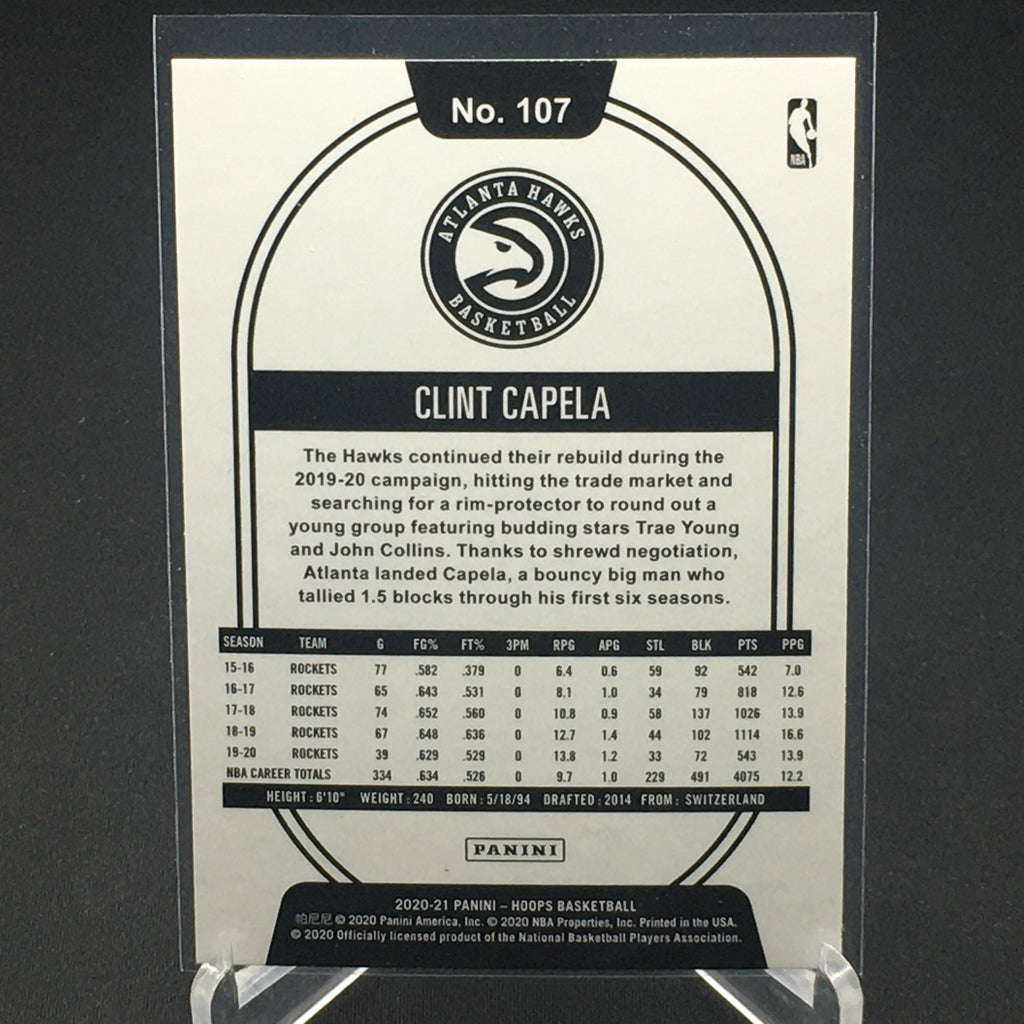 No. 107
NBA
ATLANTA HAWKS
BASKETBALL
CLINT CAPELA
The Hawks continued their rebuild during the
2019-20 campaign, hitting the trade market and
searching for a rim-protector to round out a
young group featuring budding stars Trae Young
and John Collins. Thanks to shrewd negotiation,
Atlanta landed Capela, a bouncy big man who
tallied 1.5 blocks through his first six seasons.
SEASON TEAM G FG% FT% 3PM RPG APG STL BLK PTS PPG
15-16 ROCKETS 77 .582 .379 0 6.4 0.6 59 92 542 7.0
16-17 ROCKETS 65 .643 .531 0 8.1 1.0 34 79 818 12.6
17-18 ROCKETS 74 .652 .560 0 10.8 0.9 58 137 1026 13.9
18-19 ROCKETS 67 .648 .636 0 12.7 1.4 44 102 1114 16.6
19-20 ROCKETS 39 .629 .529 0 13.8 1.2 33 72 543 13.9
NBA CAREER TOTALS 334 .634 .526 0 9.7 1.0 229 491 4075 12.2
HEIGHT: 6'10" WEIGHT: 240 BORN: 5/18/94 DRAFTED: 2014 FROM: SWITZERLAND
PANINI
2020-21 PANINI – HOOPS BASKETBALL
帕尼尼 © 2020 Panini America, Inc. © 2020 NBA Properties, Inc. Printed in the USA.
© 2020 Officially licensed product of the National Basketball Players Association.